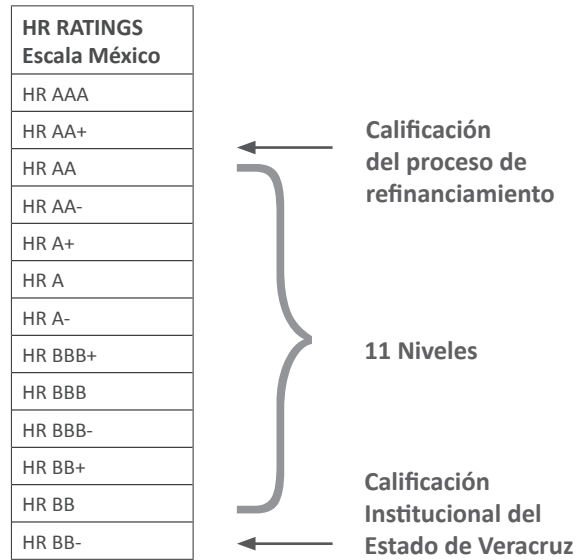 HR RATINGS
Escala México
HR AAA
HR AA+
HR AA
HR AA-
HR A+
HR A
HR A-
HR BBB+
HR BBB
HR BBB-
HR BB+
HR BB
HR BB-
Calificación
del proceso de
refinanciamiento
11 Niveles
Calificación
Institucional del
Estado de Veracruz